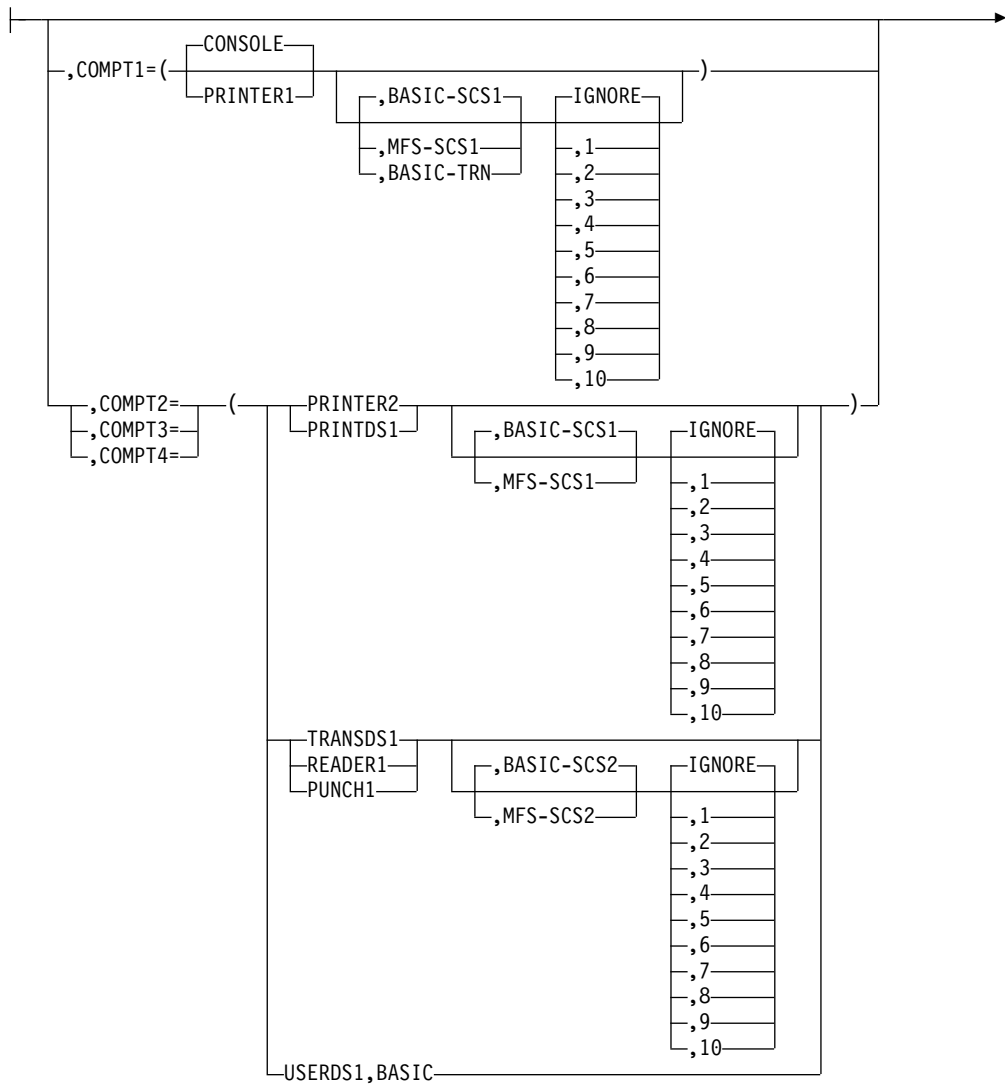 CONSOLE
,COMPT1=( )
PRINTER1
,BASIC-SCS1 IGNORE
,MFS-SCS1 ,1
,BASIC-TRN ,2
,3
,4
,5
,6
,7
,8
,9
,10
,COMPT2= ( PRINTER2 )
,COMPT3= PRINTDS1 ,BASIC-SCS1 IGNORE
,COMPT4=
,MFS-SCS1 ,1
,2
,3
,4
,5
,6
,7
,8
,9
,10
TRANSDS1
READER1 ,BASIC-SCS2 IGNORE
PUNCH1
,MFS-SCS2 ,1
,2
,3
,4
,5
,6
,7
,8
,9
,10
USERDS1,BASIC